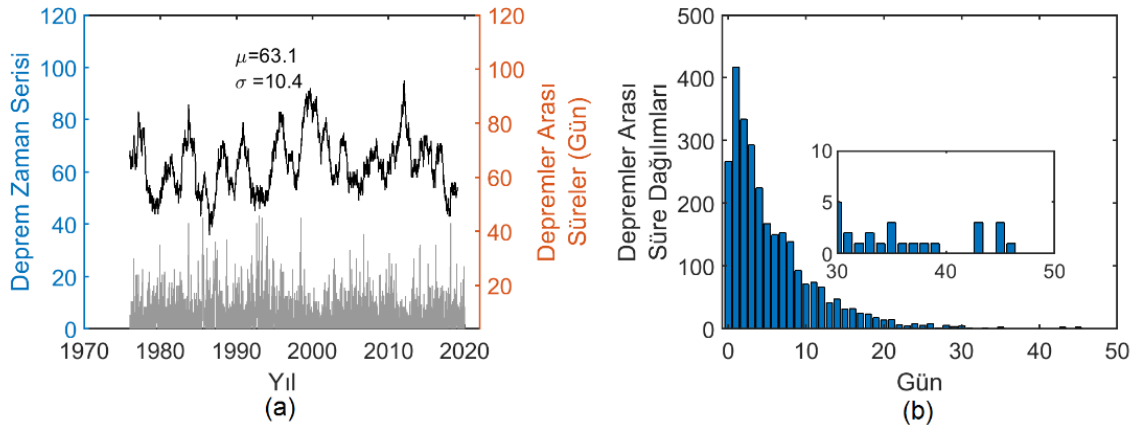 120
100
80
60
40
20
0
Deprem Zaman Serisi
μ=63.1
σ =10.4
120
100
80
60
40
20
Depremler Arası
Süreler (Gün)
1970 1980 1990 2000 2010 2020
Yıl
(a)
500
400
300
200
100
0
Depremler Arası
Süre Dağılımları
10
5
0
30 40 50
0 10 20 30 40 50
Gün
(b)